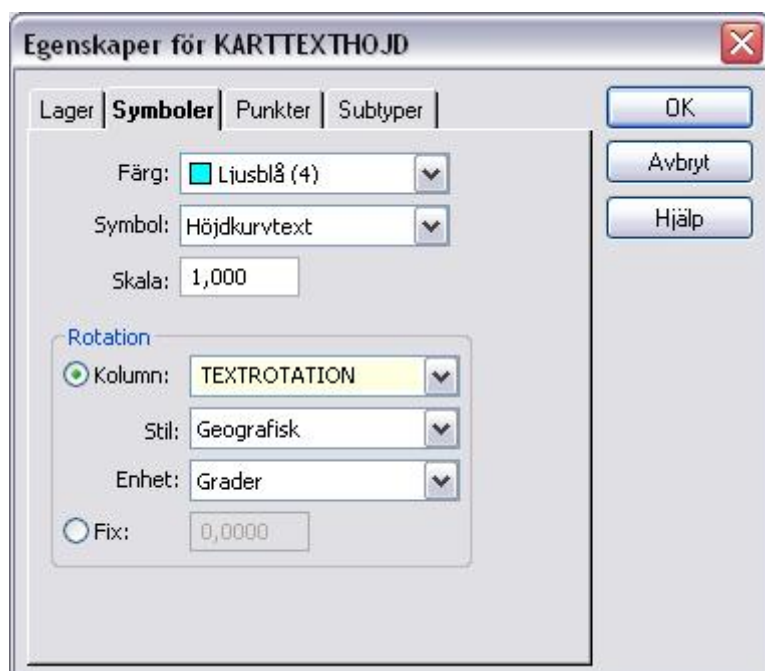 Egenskaper för KARTTEXTHOJD
Lager Symboler Punkter Subtyper
Färg: Ljusblå (4)
Symbol: Höjdkurvtext
Skala: 1,000
Rotation
Kolumn: TEXTROTATION
Stil: Geografisk
Enhet: Grader
Fix: 0,0000
OK
Avbryt
Hjälp